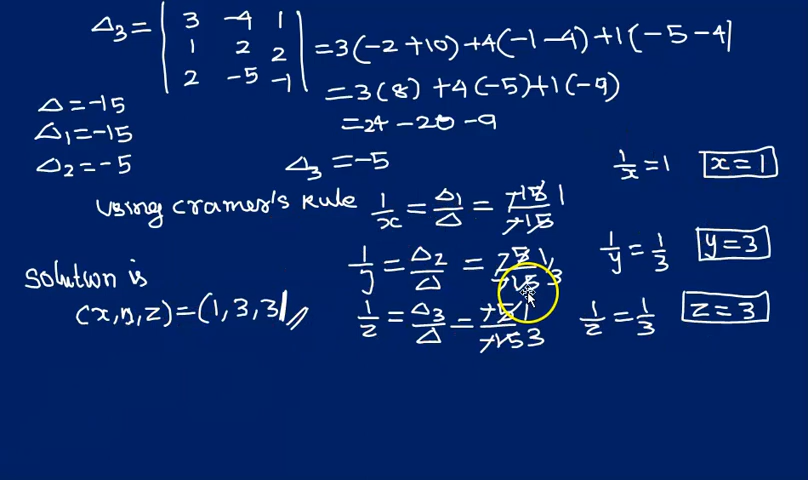 Δ₃ = | 3 -4 1 | 
| 1 2 2 | = 3(-2+10)+4(-1-4)+1(-5-4)
| 2 -5 -1 |
= 3(8)+4(-5)+1(-9)
Δ = -15
= 24 - 20 - 9
Δ₁ = -15
Δ₂ = -5
Δ₃ = -5
1/x = 1 x = 1
Using Cramer's Rule 1/x = Δ₁/Δ = -15/-15 1
1/y = Δ₂/Δ = -5/-15 1 3
1/y = 1/3 y = 3
Solution is
(x,y,z) = (1,3,3)//
1/z = Δ₃/Δ = -5/-15 1 3
1/z = 1/3 z = 3